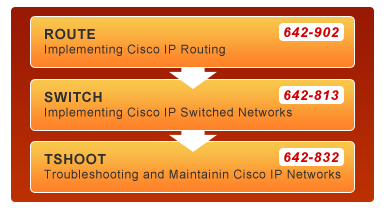 ROUTE 642-902
Implementing Cisco IP Routing
SWITCH 642-813
Implementing Cisco IP Switched Networks
TSHOOT 642-832
Troubleshooting and Maintainin Cisco IP Networks